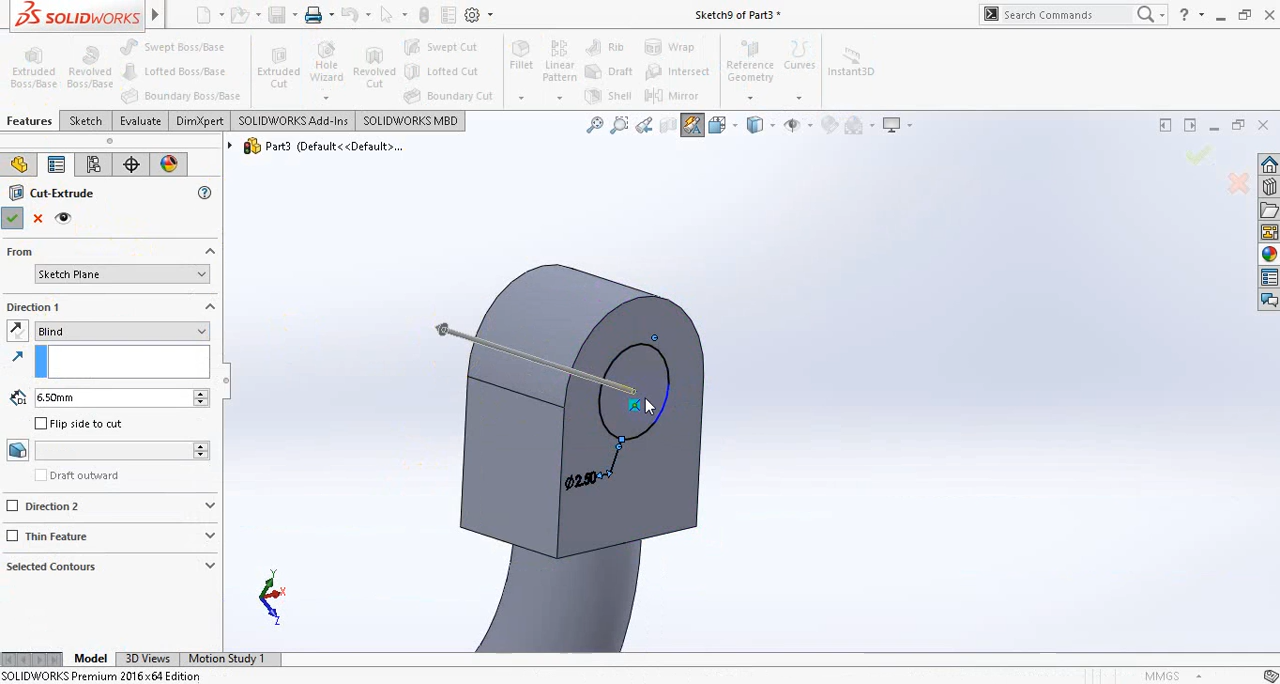 SOLIDWORKS
Sketch9 of Part3 *
Search Commands
?
Extruded Boss/Base
Revolved Boss/Base
Swept Boss/Base
Lofted Boss/Base
Boundary Boss/Base
Extruded Cut
Hole Wizard
Revolved Cut
Swept Cut
Lofted Cut
Boundary Cut
Fillet
Linear Pattern
Rib
Draft
Shell
Wrap
Intersect
Mirror
Reference Geometry
Curves
Instant3D
Features
Sketch
Evaluate
DimXpert
SOLIDWORKS Add-Ins
SOLIDWORKS MBD
Part3 (Default<<Default>...
Cut-Extrude
?
From
Sketch Plane
Direction 1
Blind
D1
6.50mm
Flip side to cut
Draft outward
Direction 2
Thin Feature
Selected Contours
Ø2.50
Y
X
Z
Model
3D Views
Motion Study 1
SOLIDWORKS Premium 2016 x64 Edition
MMGS